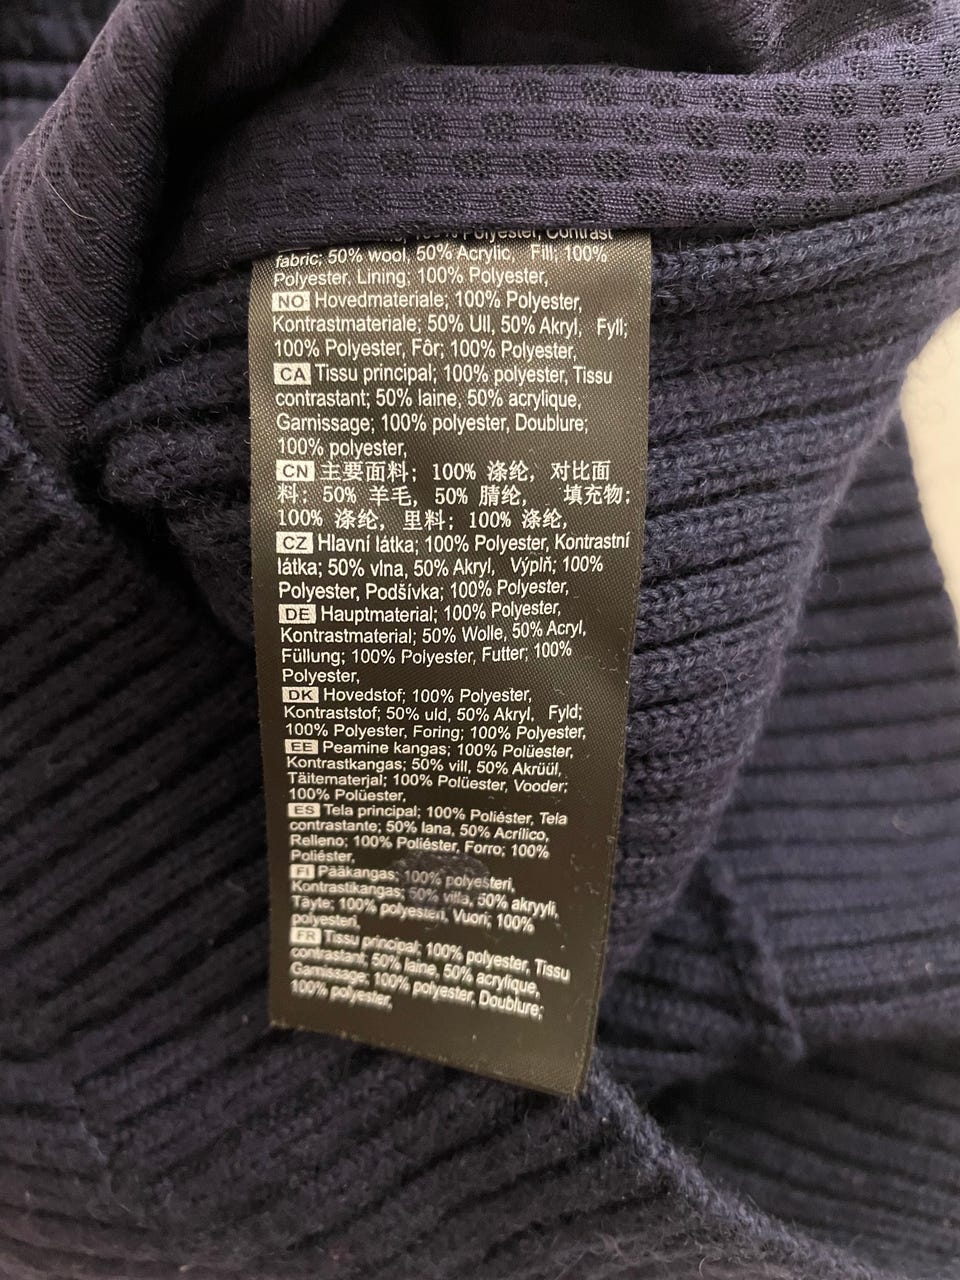 100% Polyester, Contrast
fabric; 50% wool, 50% Acrylic, Fill; 100%
Polyester, Lining; 100% Polyester,
NO Hovedmateriale; 100% Polyester,
Kontrastmateriale; 50% Ull, 50% Akryl, Fyll;
100% Polyester, Fôr; 100% Polyester,
CA Tissu principal; 100% polyester, Tissu
contrastant; 50% laine, 50% acrylique,
Garnissage; 100% polyester, Doublure;
100% polyester,
CN 主要面料; 100% 涤纶, 对比面
料; 50% 羊毛, 50% 腈纶, 填充物;
100% 涤纶, 里料; 100% 涤纶,
CZ Hlavní látka; 100% Polyester, Kontrastní
látka; 50% vlna, 50% Akryl, Výplň; 100%
Polyester, Podšívka; 100% Polyester,
DE Hauptmaterial; 100% Polyester,
Kontrastmaterial; 50% Wolle, 50% Acryl,
Füllung; 100% Polyester, Futter; 100%
Polyester,
DK Hovedstof; 100% Polyester,
Kontraststof; 50% uld, 50% Akryl, Fyld;
100% Polyester, Foring; 100% Polyester,
EE Peamine kangas; 100% Polüester,
Kontrastkangas; 50% vill, 50% Akrüül,
Täitematerjal; 100% Polüester, Vooder;
100% Polüester,
ES Tela principal; 100% Poliéster, Tela
contrastante; 50% lana, 50% Acrílico,
Relleno; 100% Poliéster, Forro; 100%
Poliéster,
FI Pääkangas; 100% polyesteri,
Kontrastikangas; 50% villa, 50% akryyli,
Täyte; 100% polyesteri, Vuori; 100%
polyesteri,
FR Tissu principal; 100% polyester, Tissu
contrastant; 50% laine, 50% acrylique,
Garnissage; 100% polyester, Doublure;
100% polyester,